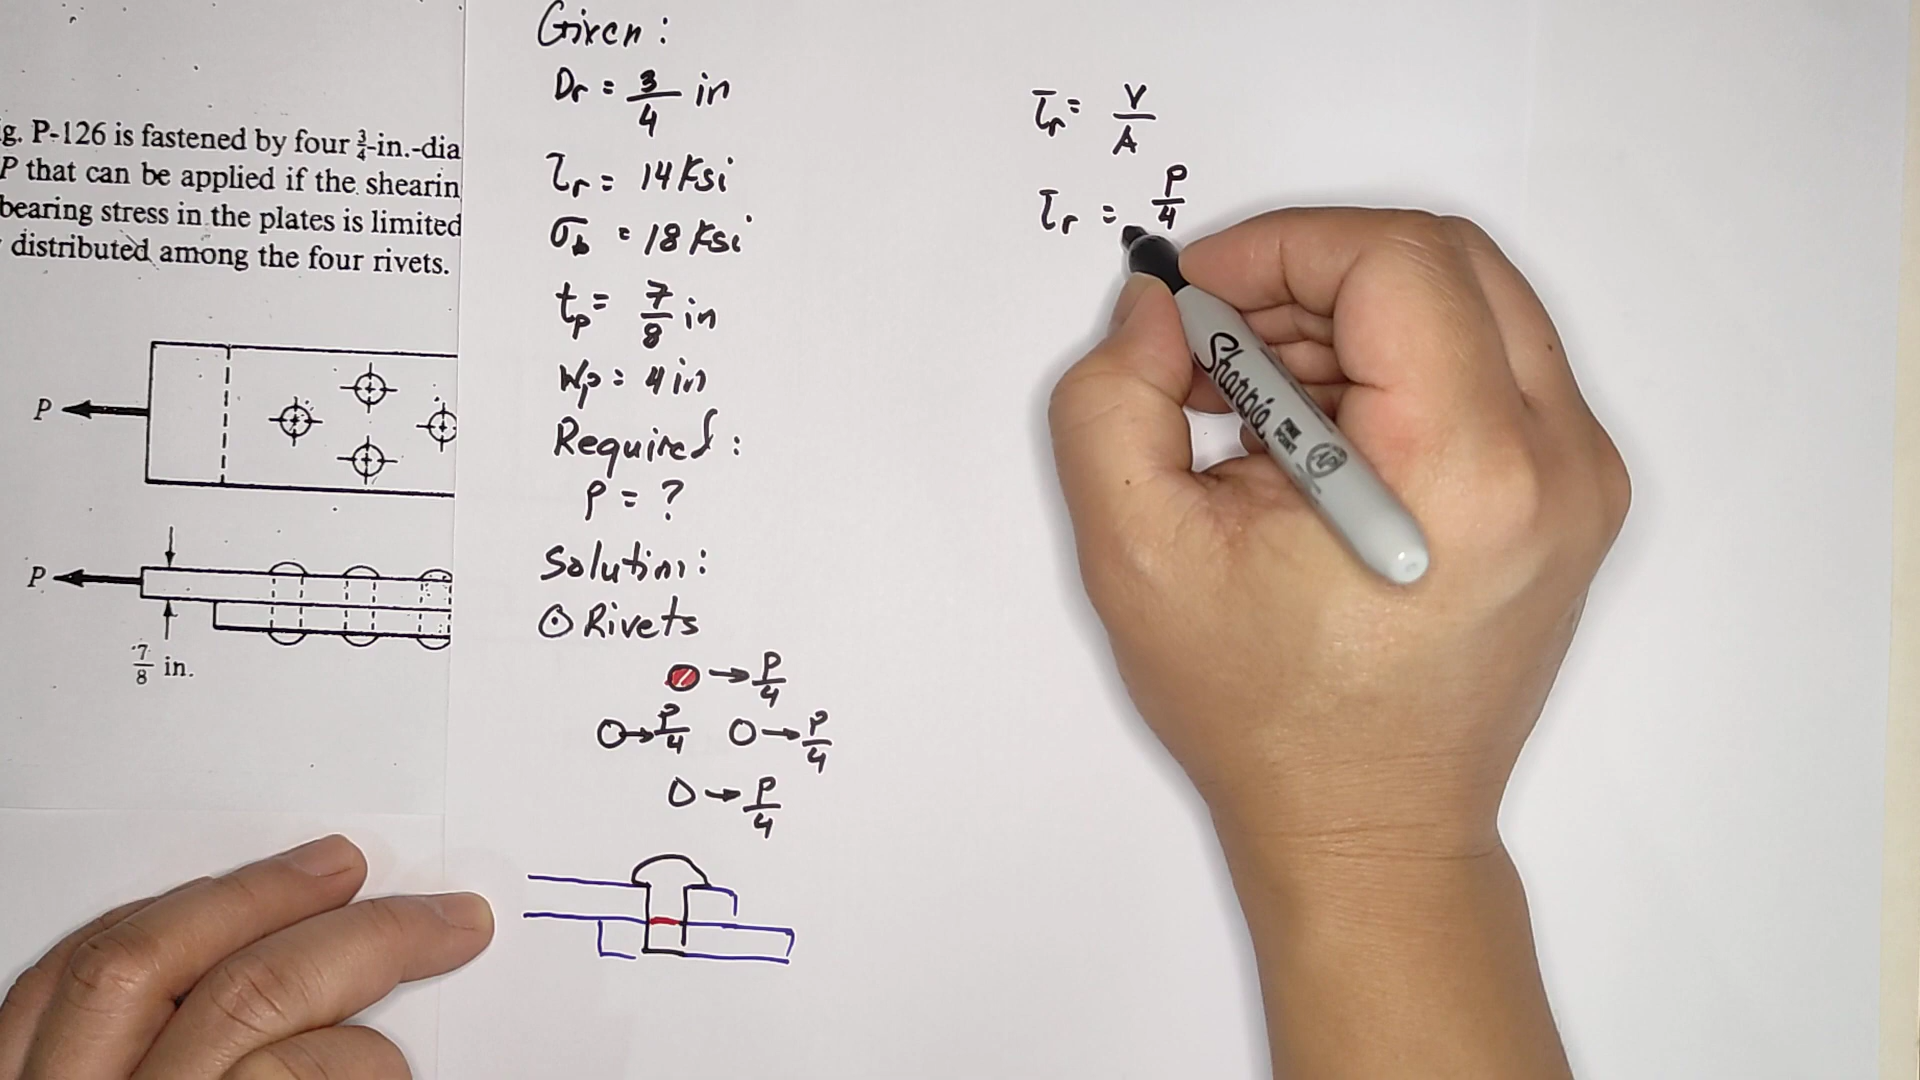 g. P-126 is fastened by four 3/4-in.-dia
P that can be applied if the shearin
bearing stress in the plates is limited
distributed among the four rivets.
P
P
7/8 in.
Given:
Dr = 3/4 in
τr = 14 Ksi
σb = 18 Ksi
tp = 7/8 in
Wp = 4 in
Required:
P = ?
Solution:
Rivets
→ P/4
→ P/4 → P/4
→ P/4
τr = V/A
τr = P/4
Sharpie
FINE POINT
AP